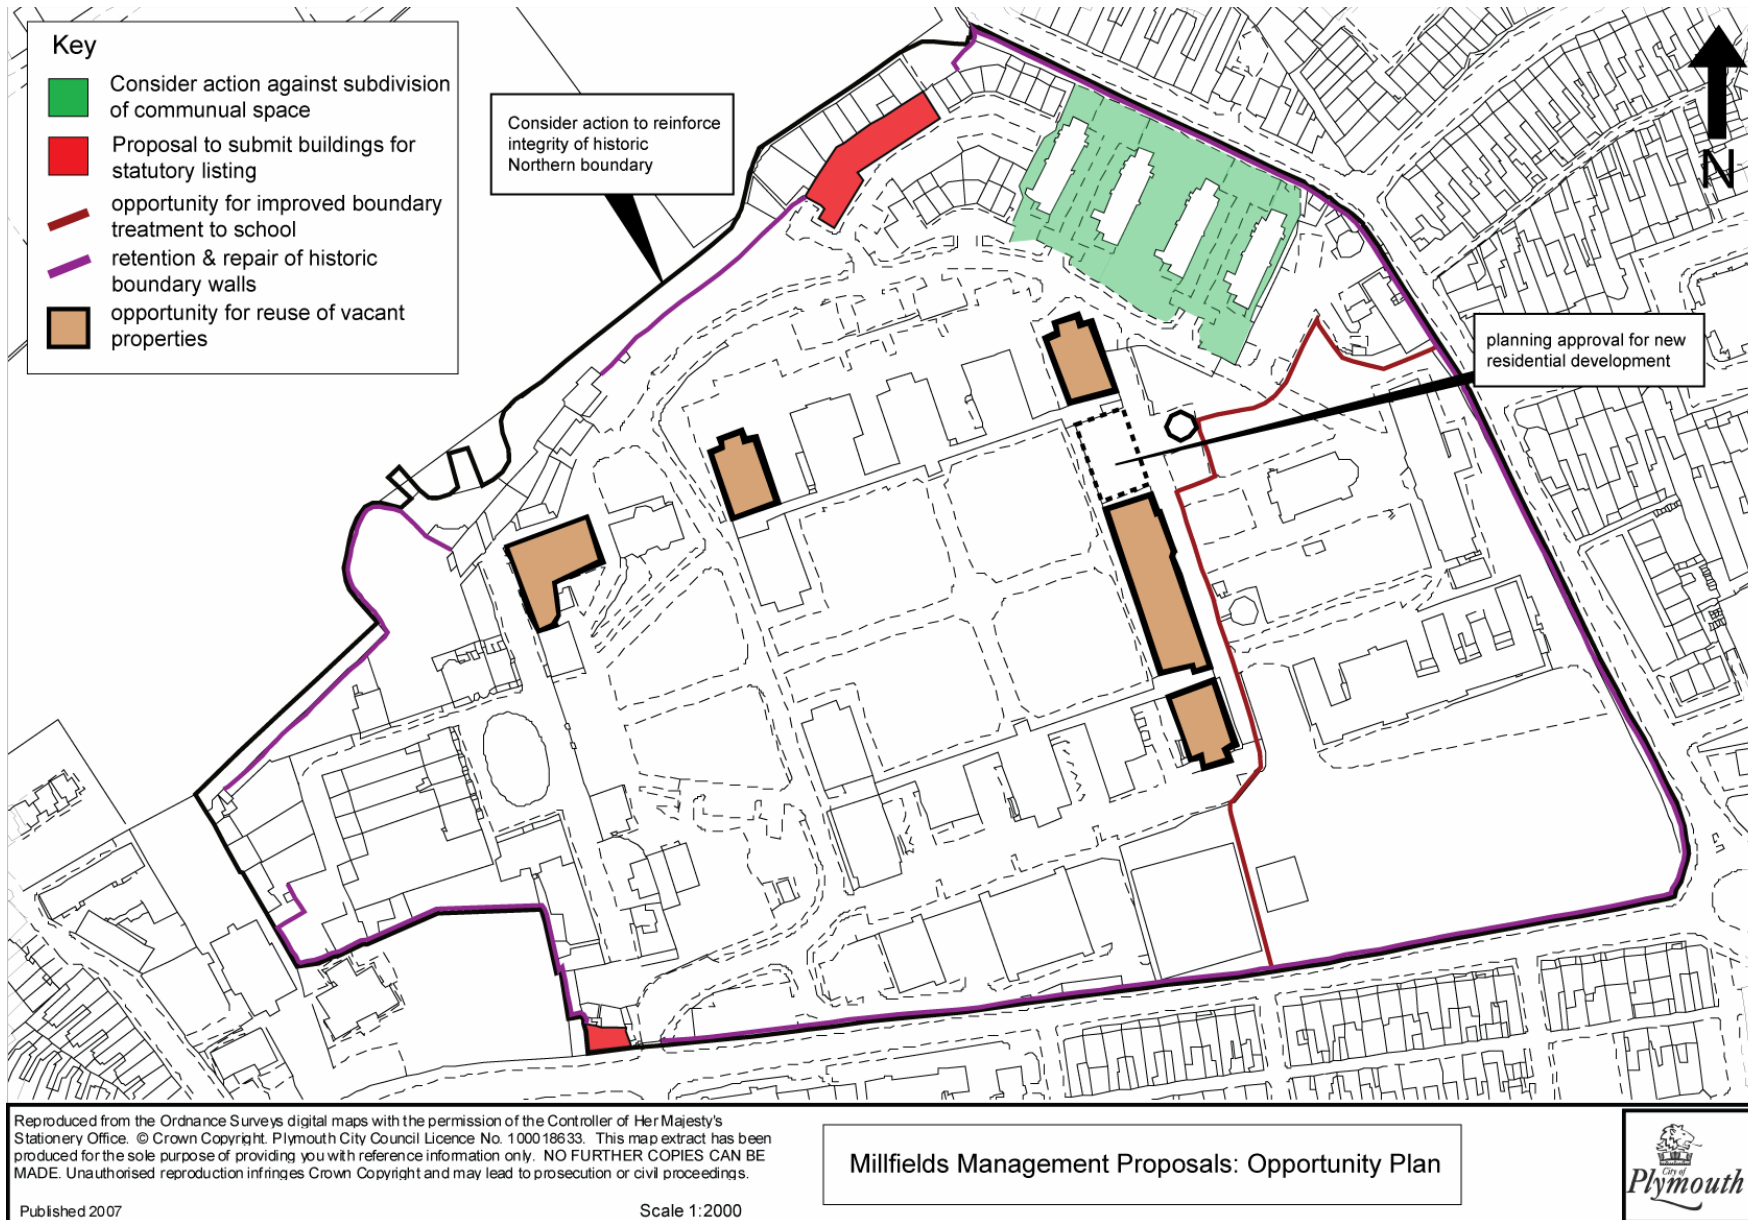 Key
Consider action against subdivision
of communual space
Proposal to submit buildings for
statutory listing
opportunity for improved boundary
treatment to school
retention & repair of historic
boundary walls
opportunity for reuse of vacant
properties
Consider action to reinforce
integrity of historic
Northern boundary
N
planning approval for new
residential development
Reproduced from the Ordnance Surveys digital maps with the permission of the Controller of Her Majesty's
Stationery Office. © Crown Copyright. Plymouth City Council Licence No. 100018633. This map extract has been
produced for the sole purpose of providing you with reference information only. NO FURTHER COPIES CAN BE
MADE. Unauthorised reproduction infringes Crown Copyright and may lead to prosecution or civil proceedings.
Published 2007
Scale 1:2000
Millfields Management Proposals: Opportunity Plan
City of
Plymouth